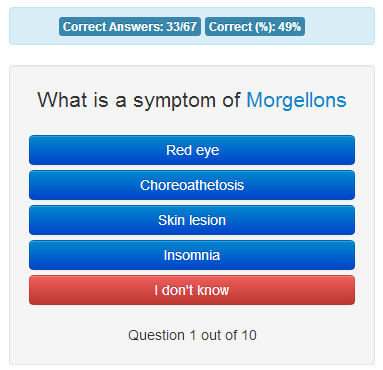 Correct Answers: 33/67 Correct (%): 49%
What is a symptom of Morgellons
Red eye
Choreoathetosis
Skin lesion
Insomnia
I don't know
Question 1 out of 10